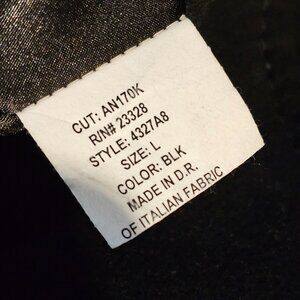 CUT: AN170K
RN# 23328
STYLE: 4327A8
SIZE: L
COLOR: BLK
MADE IN D.R.
OF ITALIAN FABRIC